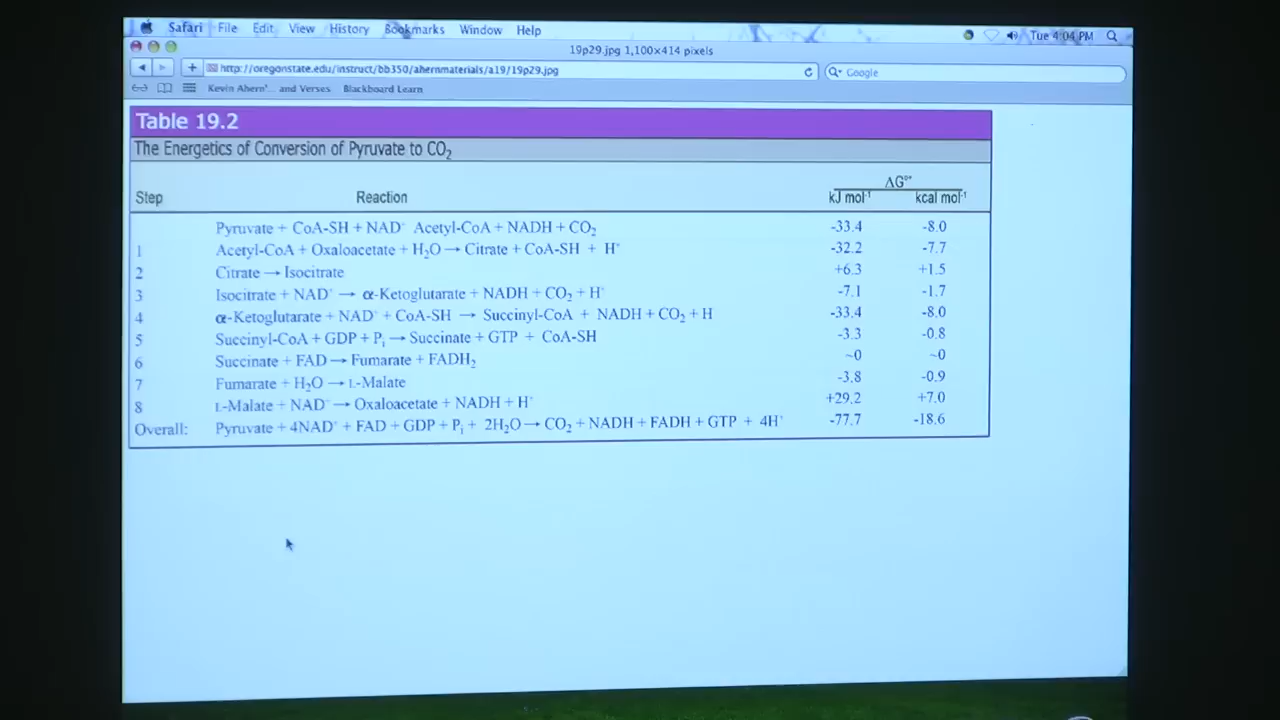 Safari File Edit View History Bookmarks Window Help Tue 4:04 PM
19p29.jpg 1,100×414 pixels
http://oregonstate.edu/instruct/bb350/ahernmaterials/a19/19p29.jpg Google
Kevin Ahern'... and Verses Blackboard Learn
Table 19.2
The Energetics of Conversion of Pyruvate to CO₂
ΔG°'
Step Reaction kJ mol⁻¹ kcal mol⁻¹
Pyruvate + CoA-SH + NAD⁺ Acetyl-CoA + NADH + CO₂ -33.4 -8.0
1 Acetyl-CoA + Oxaloacetate + H₂O → Citrate + CoA-SH + H⁺ -32.2 -7.7
2 Citrate → Isocitrate +6.3 +1.5
3 Isocitrate + NAD⁺ → α-Ketoglutarate + NADH + CO₂ + H⁺ -7.1 -1.7
4 α-Ketoglutarate + NAD⁺ + CoA-SH → Succinyl-CoA + NADH + CO₂ + H -33.4 -8.0
5 Succinyl-CoA + GDP + Pᵢ → Succinate + GTP + CoA-SH -3.3 -0.8
6 Succinate + FAD → Fumarate + FADH₂ ~0 ~0
7 Fumarate + H₂O → L-Malate -3.8 -0.9
8 L-Malate + NAD⁺ → Oxaloacetate + NADH + H⁺ +29.2 +7.0
Overall: Pyruvate + 4NAD⁺ + FAD + GDP + Pᵢ + 2H₂O → CO₂ + NADH + FADH + GTP + 4H⁺ -77.7 -18.6